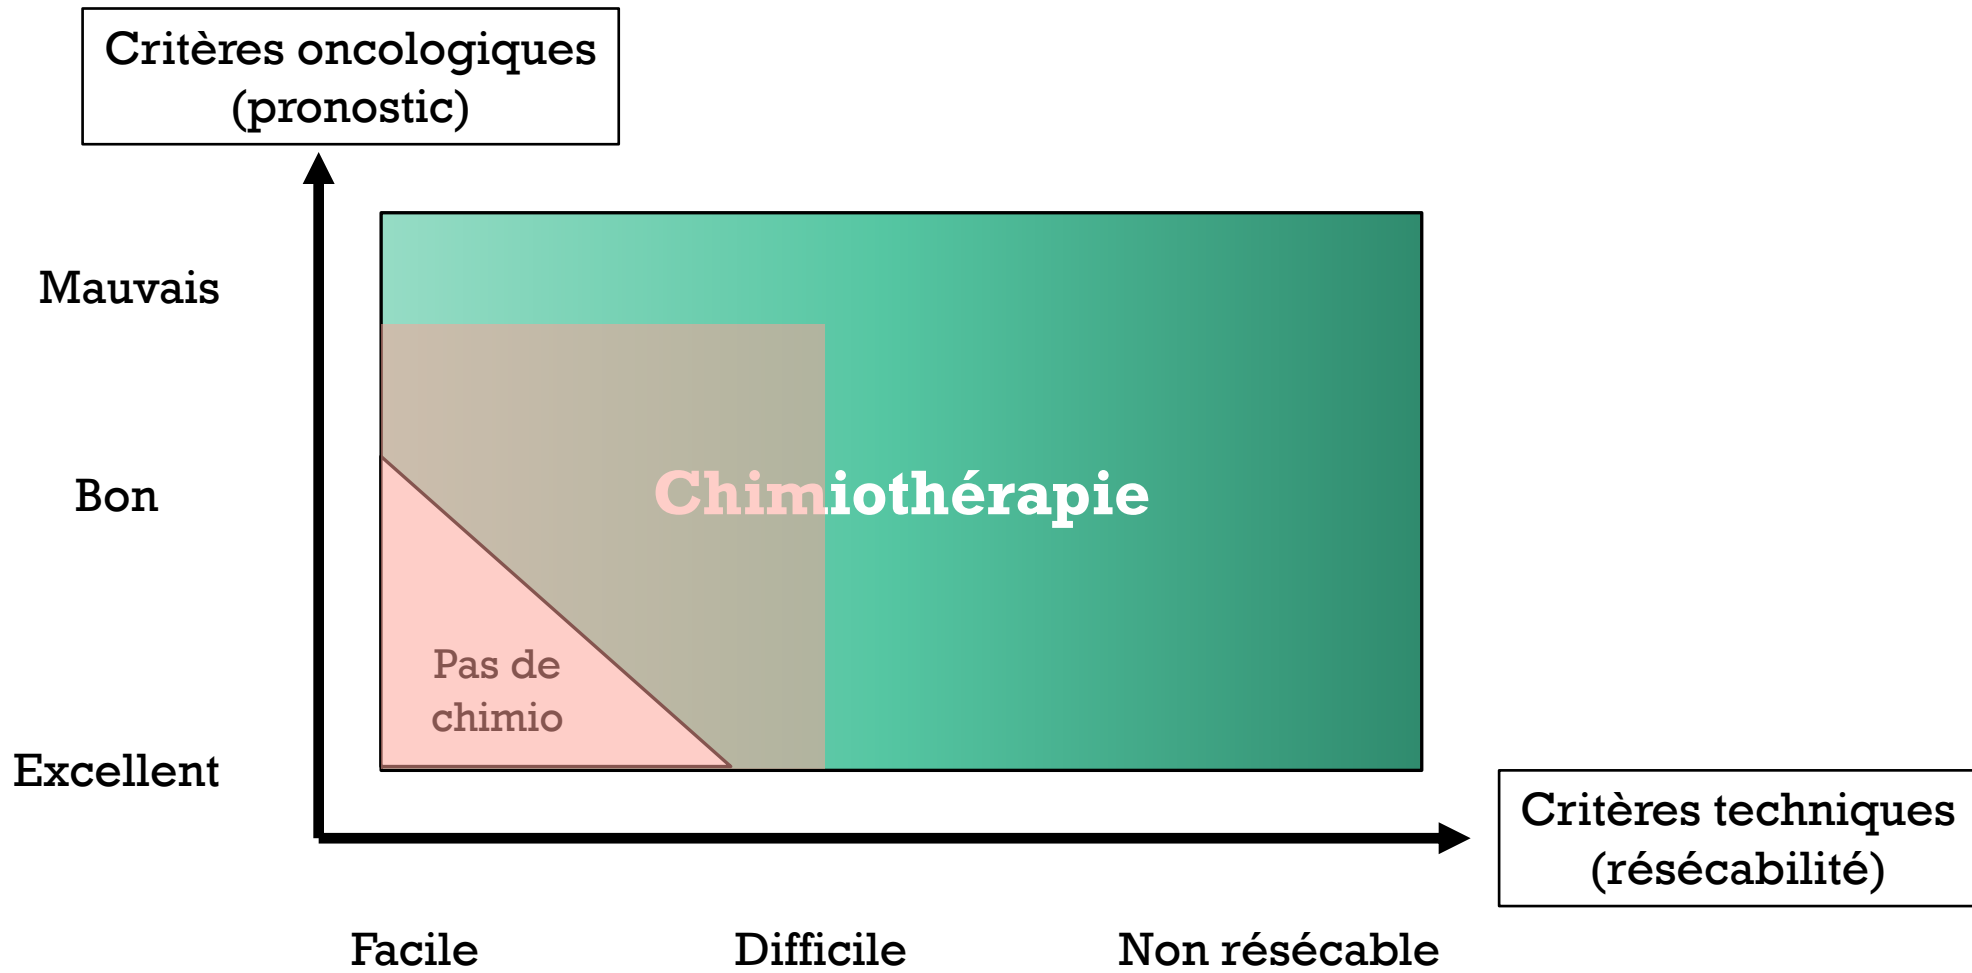 Critères oncologiques
(pronostic)
Mauvais
Bon
Excellent
Chimiothérapie
Pas de
chimio
Critères techniques
(résécabilité)
Facile
Difficile
Non résécable